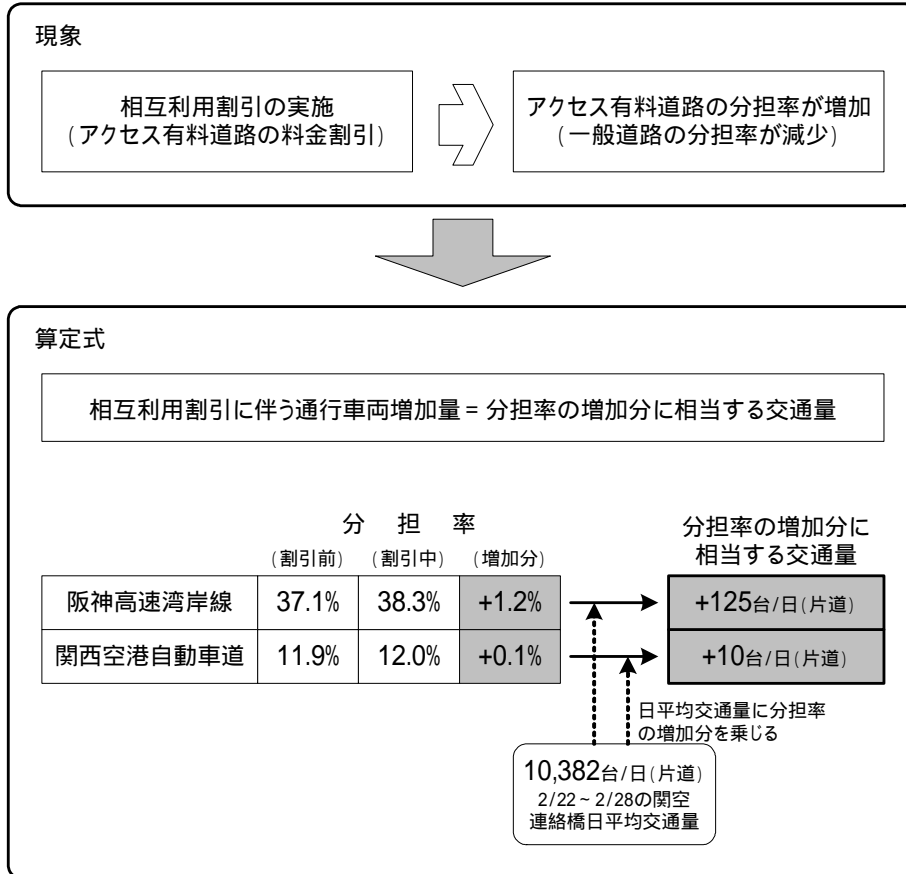 現象
相互利用割引の実施
(アクセス有料道路の料金割引)
アクセス有料道路の分担率が増加
(一般道路の分担率が減少)
算定式
相互利用割引に伴う通行車両増加量 = 分担率の増加分に相当する交通量
分 担 率
(割引前) (割引中) (増加分)
分担率の増加分に
相当する交通量
阪神高速湾岸線 37.1% 38.3% +1.2% +125台/日(片道)
関西空港自動車道 11.9% 12.0% +0.1% +10台/日(片道)
日平均交通量に分担率
の増加分を乗じる
10,382台/日(片道)
2/22~2/28の関空
連絡橋日平均交通量